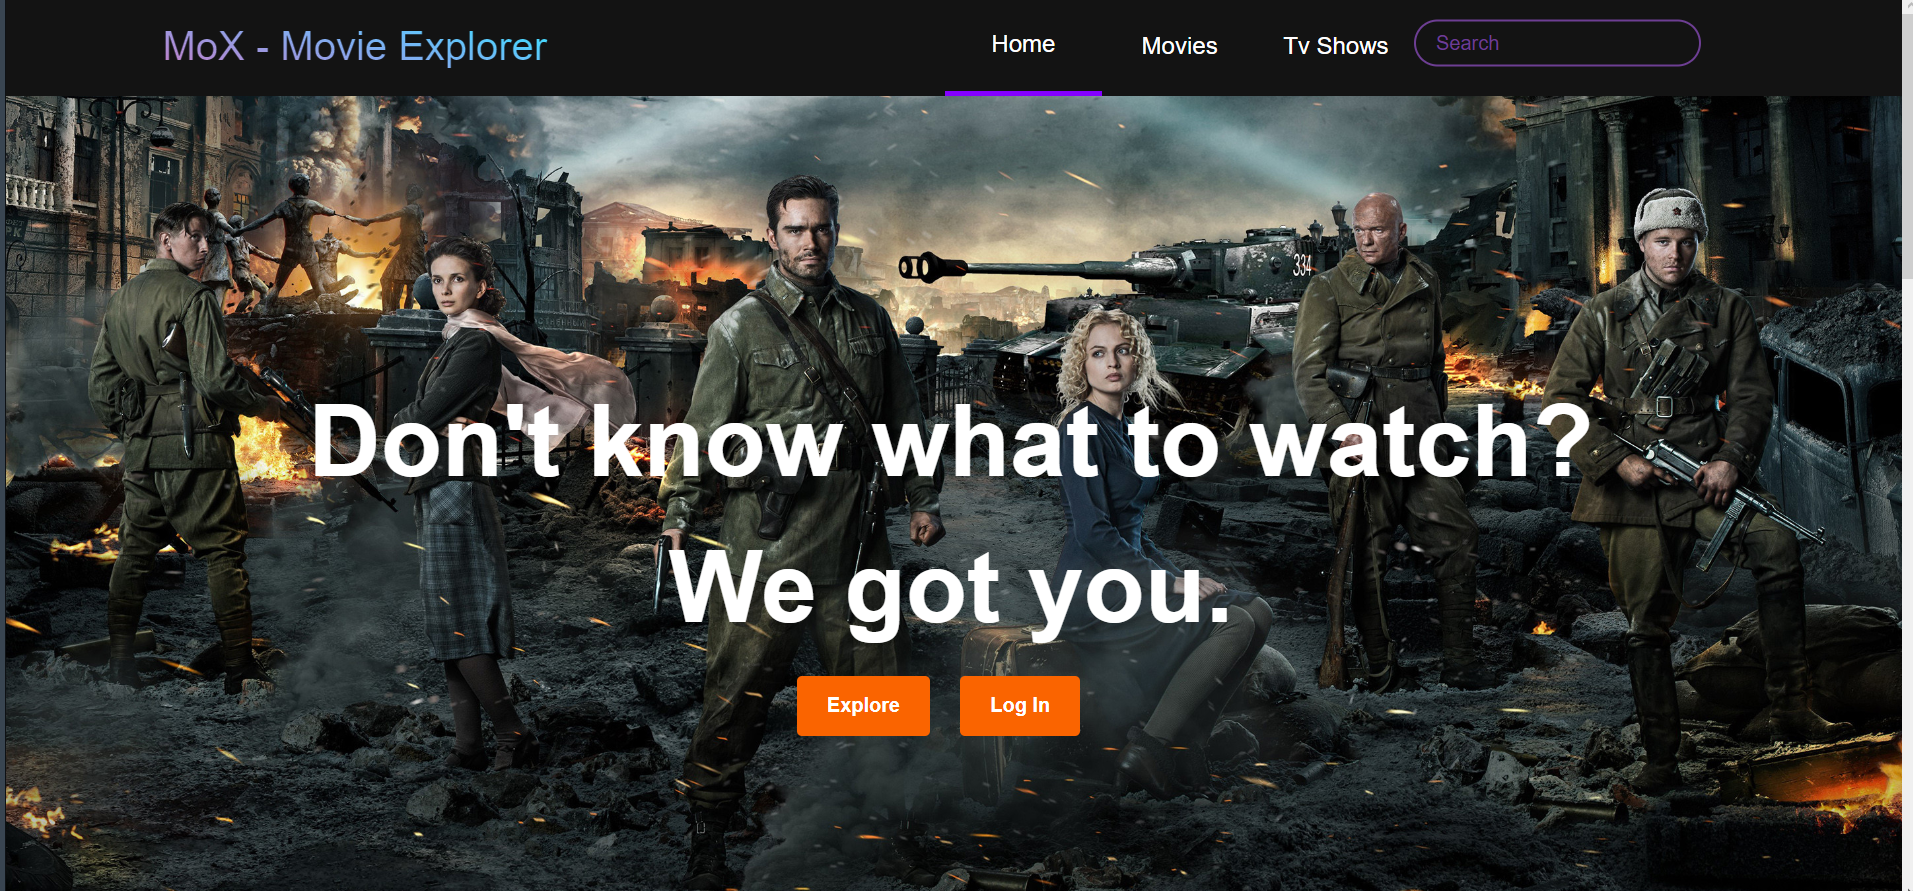 MoX - Movie Explorer
Home
Movies
Tv Shows
Search
334
Don't know what to watch?
We got you.
Explore
Log In